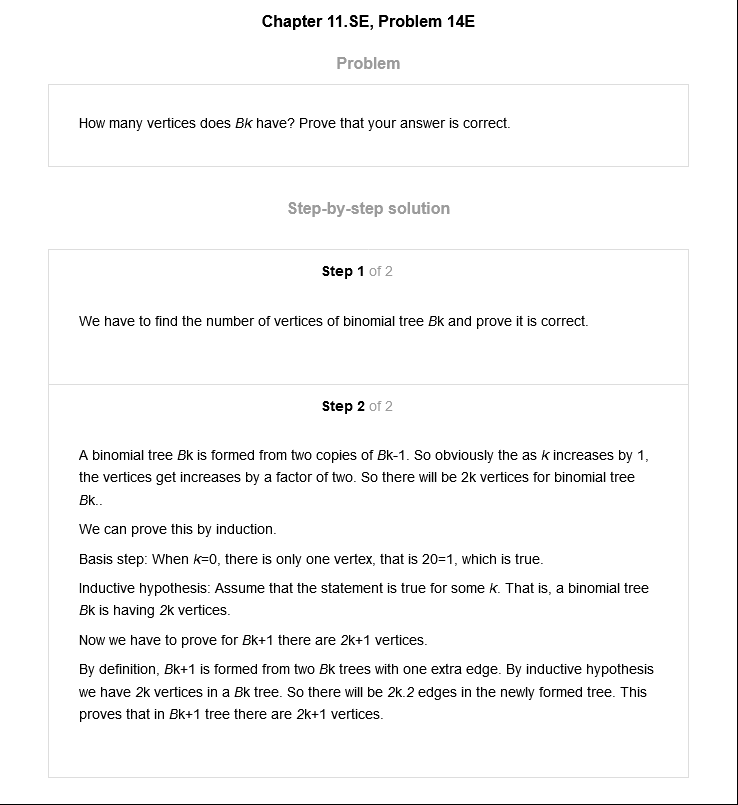 Chapter 11.SE, Problem 14E
Problem
How many vertices does Bk have? Prove that your answer is correct.
Step-by-step solution
Step 1 of 2
We have to find the number of vertices of binomial tree Bk and prove it is correct.
Step 2 of 2
A binomial tree Bk is formed from two copies of Bk-1. So obviously the as k increases by 1,
the vertices get increases by a factor of two. So there will be 2k vertices for binomial tree
Bk..
We can prove this by induction.
Basis step: When k=0, there is only one vertex, that is 20=1, which is true.
Inductive hypothesis: Assume that the statement is true for some k. That is, a binomial tree
Bk is having 2k vertices.
Now we have to prove for Bk+1 there are 2k+1 vertices.
By definition, Bk+1 is formed from two Bk trees with one extra edge. By inductive hypothesis
we have 2k vertices in a Bk tree. So there will be 2k.2 edges in the newly formed tree. This
proves that in Bk+1 tree there are 2k+1 vertices.